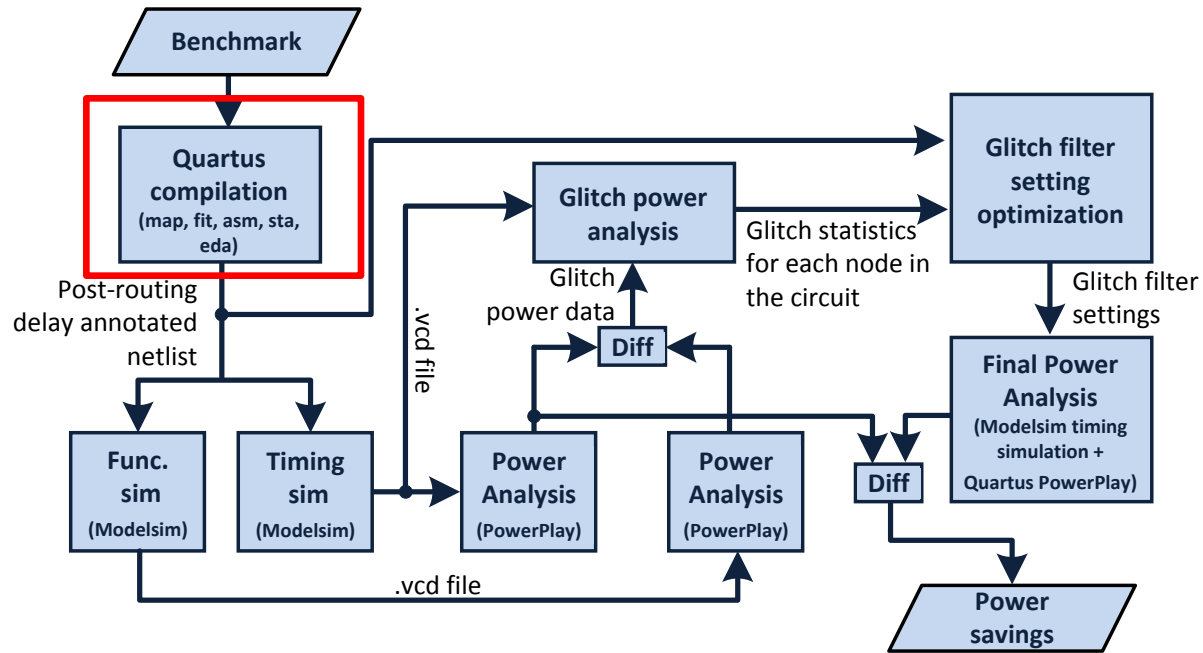 Benchmark
Quartus
compilation
(map, fit, asm, sta,
eda)
Post-routing
delay annotated
netlist
Func.
sim
(Modelsim)
Timing
sim
(Modelsim)
.vcd file
.vcd file
Power
Analysis
(PowerPlay)
Power
Analysis
(PowerPlay)
Diff
Glitch
power data
Glitch power
analysis
Glitch statistics
for each node in
the circuit
Glitch filter
setting
optimization
Glitch filter
settings
Final Power
Analysis
(Modelsim timing
simulation +
Quartus PowerPlay)
Diff
Power
savings